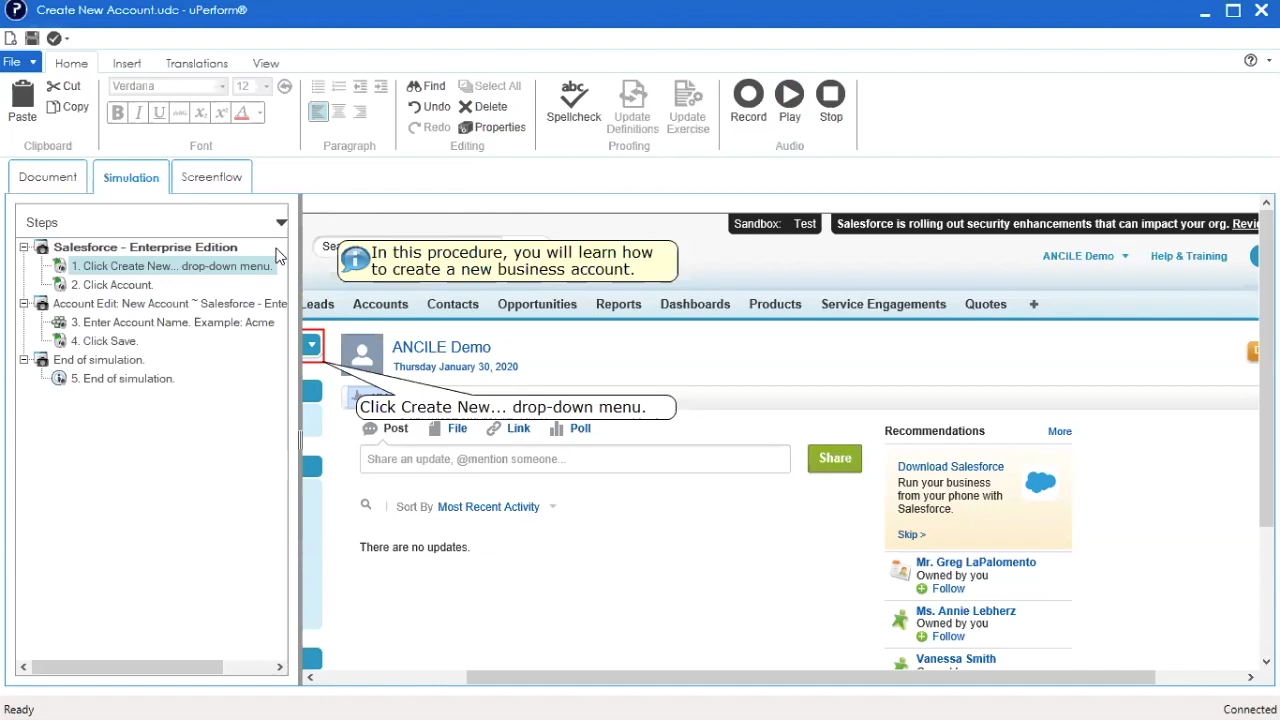 Create New Account.udc - uPerform®
File
Home
Insert
Translations
View
Paste
Cut
Copy
Clipboard
Verdana
12
B I U
Font
Paragraph
Find
Undo
Redo
Select All
Delete
Properties
Editing
abc
Spellcheck
Update
Definitions
Update
Exercise
Proofing
Record
Play
Stop
Audio
Document
Simulation
Screenflow
Steps
Salesforce - Enterprise Edition
1. Click Create New... drop-down menu.
2. Click Account.
Account Edit: New Account ~ Salesforce - Ente
3. Enter Account Name. Example: Acme
4. Click Save.
End of simulation.
5. End of simulation.
Sandbox: Test
Salesforce is rolling out security enhancements that can impact your org. Revie
Sea
In this procedure, you will learn how
to create a new business account.
ANCILE Demo
Help & Training
Leads
Accounts
Contacts
Opportunities
Reports
Dashboards
Products
Service Engagements
Quotes
+
ANCILE Demo
Thursday January 30, 2020
Click Create New... drop-down menu.
Post
File
Link
Poll
Share an update, @mention someone...
Share
Sort By Most Recent Activity
There are no updates.
Recommendations
More
Download Salesforce
Run your business
from your phone with
Salesforce.
Skip >
Mr. Greg LaPalomento
Owned by you
Follow
Ms. Annie Lebherz
Owned by you
Follow
Vanessa Smith
Ready
Connected